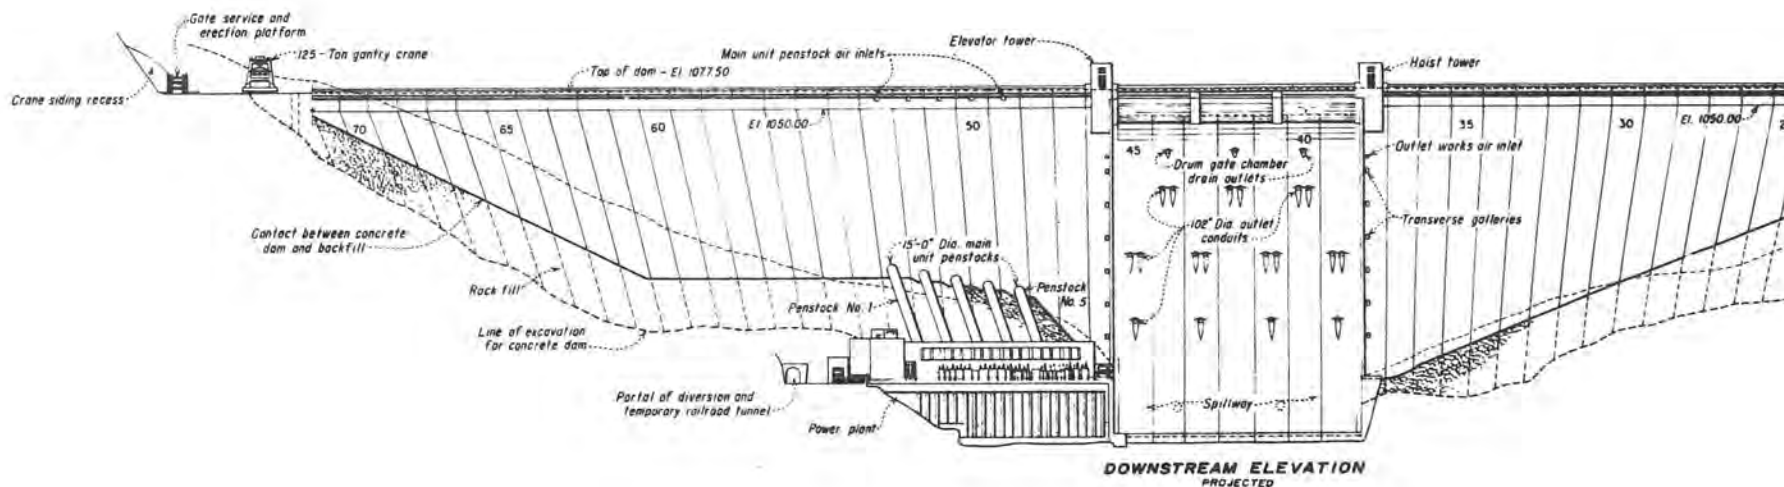 Gate service and
erection platform
125-Ton gantry crane
Crane siding recess
Top of dam - El. 1077.50
Main unit penstock air inlets
Elevator tower
Hoist tower
70
65
60
El. 1050.00
50
45
40
35
30
El. 1050.00
2
Outlet works air inlet
Drum gate chamber
drain outlets
Transverse galleries
102" Dia. outlet
conduits
Contact between concrete
dam and backfill
15'-0" Dia. main
unit penstocks
Rock fill
Penstock No. 1
Penstock
No. 5
Line of excavation
for concrete dam
Portal of diversion and
temporary railroad tunnel
Power plant
Spillway
DOWNSTREAM ELEVATION
PROJECTED